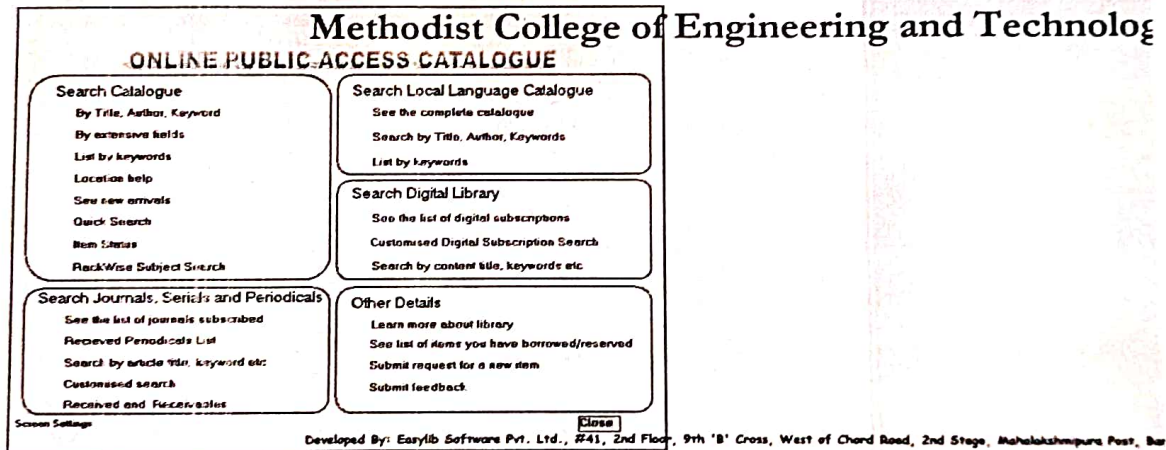 Methodist College of Engineering and Technolog
ONLINE PUBLIC ACCESS CATALOGUE
Search Catalogue
By Title, Author, Keyword
By extensive fields
List by keywords
Location help
See new arrivals
Quick Search
Item Status
RackWise Subject Search
Search Local Language Catalogue
See the complete catalogue
Search by Title, Author, Keywords
List by keywords
Search Digital Library
See the list of digital subscriptions
Customised Digital Subscription Search
Search by content title, keywords etc
Search Journals, Serials and Periodicals
See the list of journals subscribed
Recieved Periodicals List
Search by article title, keyword etc
Customised search
Received and Receivables
Other Details
Learn more about library
See list of items you have borrowed/reserved
Submit request for a new item
Submit feedback
Screen Settings
Close
Developed By: Easylib Software Pvt. Ltd., #41, 2nd Floor, 9th 'B' Cross, West of Chord Road, 2nd Stage, Mahalakshmipura Post, Ban